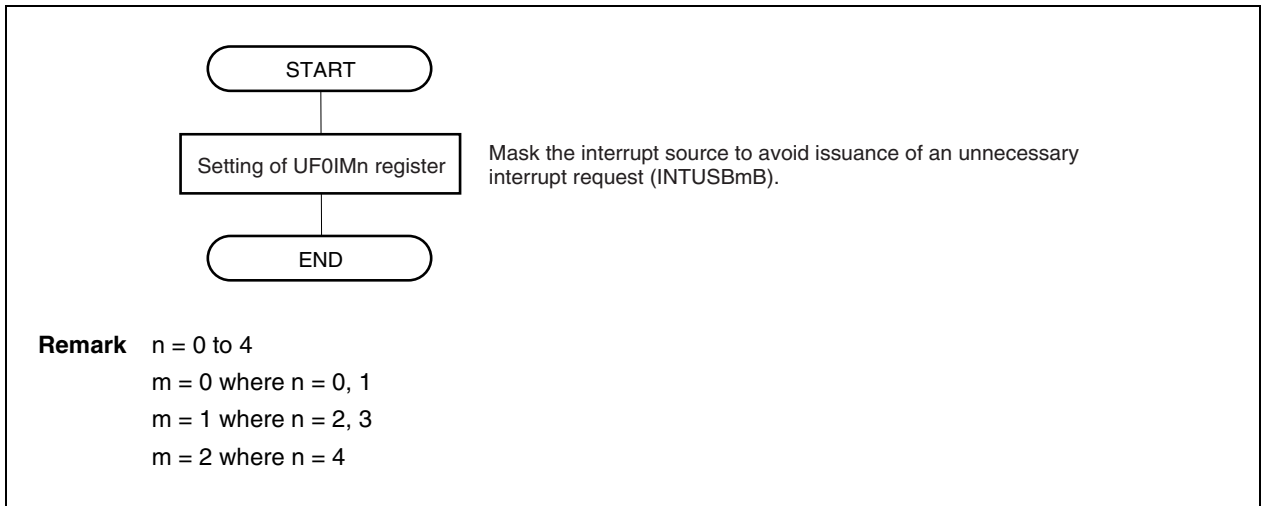 START
Setting of UF0IMn register
Mask the interrupt source to avoid issuance of an unnecessary
interrupt request (INTUSBmB).
END
Remark n = 0 to 4
m = 0 where n = 0, 1
m = 1 where n = 2, 3
m = 2 where n = 4